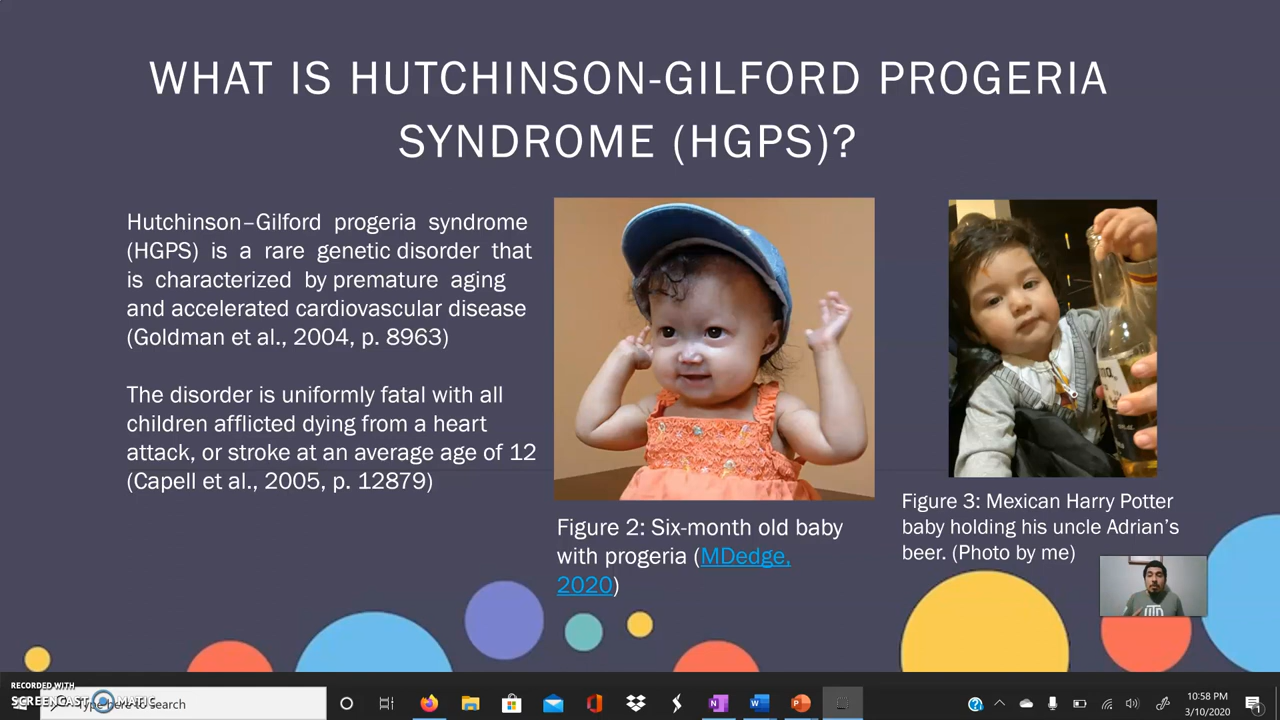 WHAT IS HUTCHINSON-GILFORD PROGERIA
SYNDROME (HGPS)?
Hutchinson–Gilford progeria syndrome
(HGPS) is a rare genetic disorder that
is characterized by premature aging
and accelerated cardiovascular disease
(Goldman et al., 2004, p. 8963)
The disorder is uniformly fatal with all
children afflicted dying from a heart
attack, or stroke at an average age of 12
(Capell et al., 2005, p. 12879)
Figure 2: Six-month old baby
with progeria (MDedge,
2020)
Figure 3: Mexican Harry Potter
baby holding his uncle Adrian's
beer. (Photo by me)
RECORDED WITH
SCREENCAST MATIC
Type here to search
10:58 PM
3/10/2020